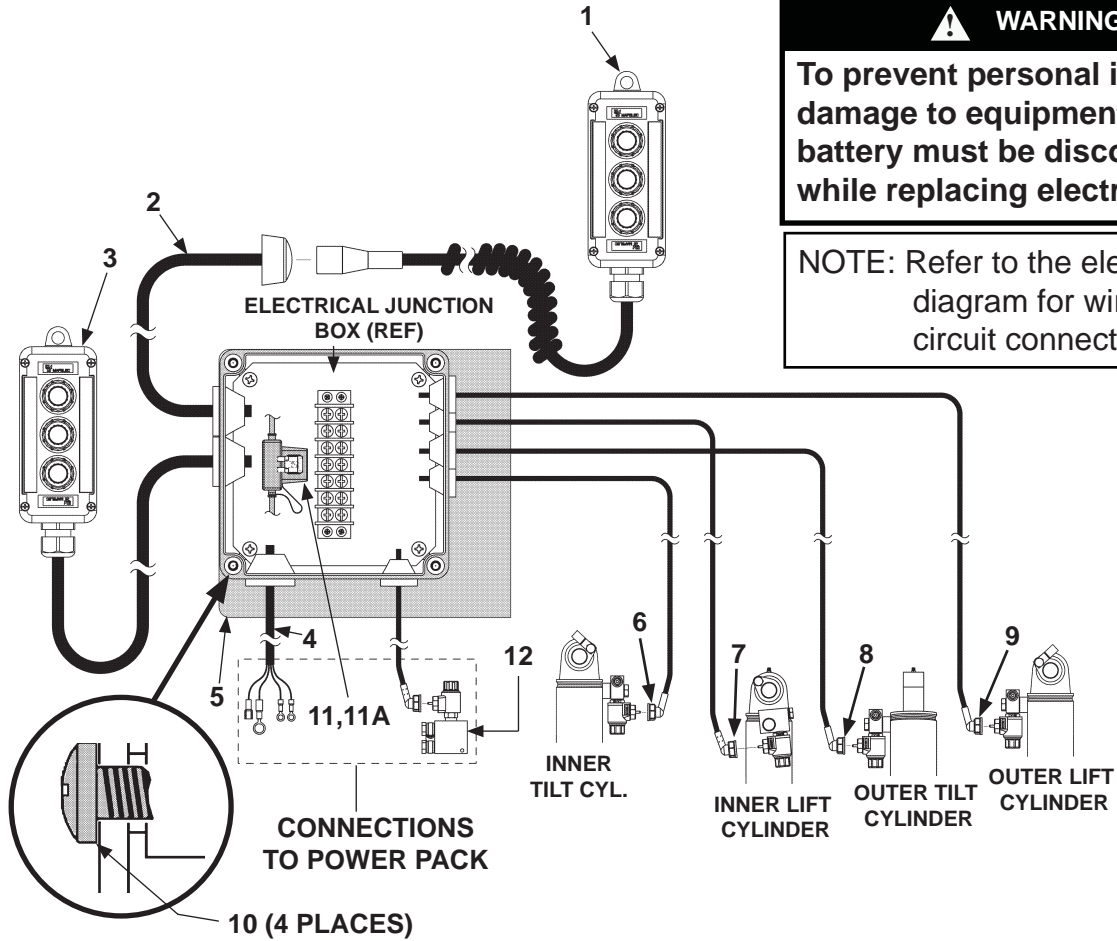 1
WARNING
To prevent personal i
damage to equipmen
battery must be disco
while replacing electr
NOTE: Refer to the ele
diagram for wi
circuit connect
2
3
ELECTRICAL JUNCTION
BOX (REF)
4
5
6
7
8
9
11,11A
12
INNER
TILT CYL.
INNER LIFT
CYLINDER
OUTER TILT
CYLINDER
OUTER LIFT
CYLINDER
CONNECTIONS
TO POWER PACK
10 (4 PLACES)